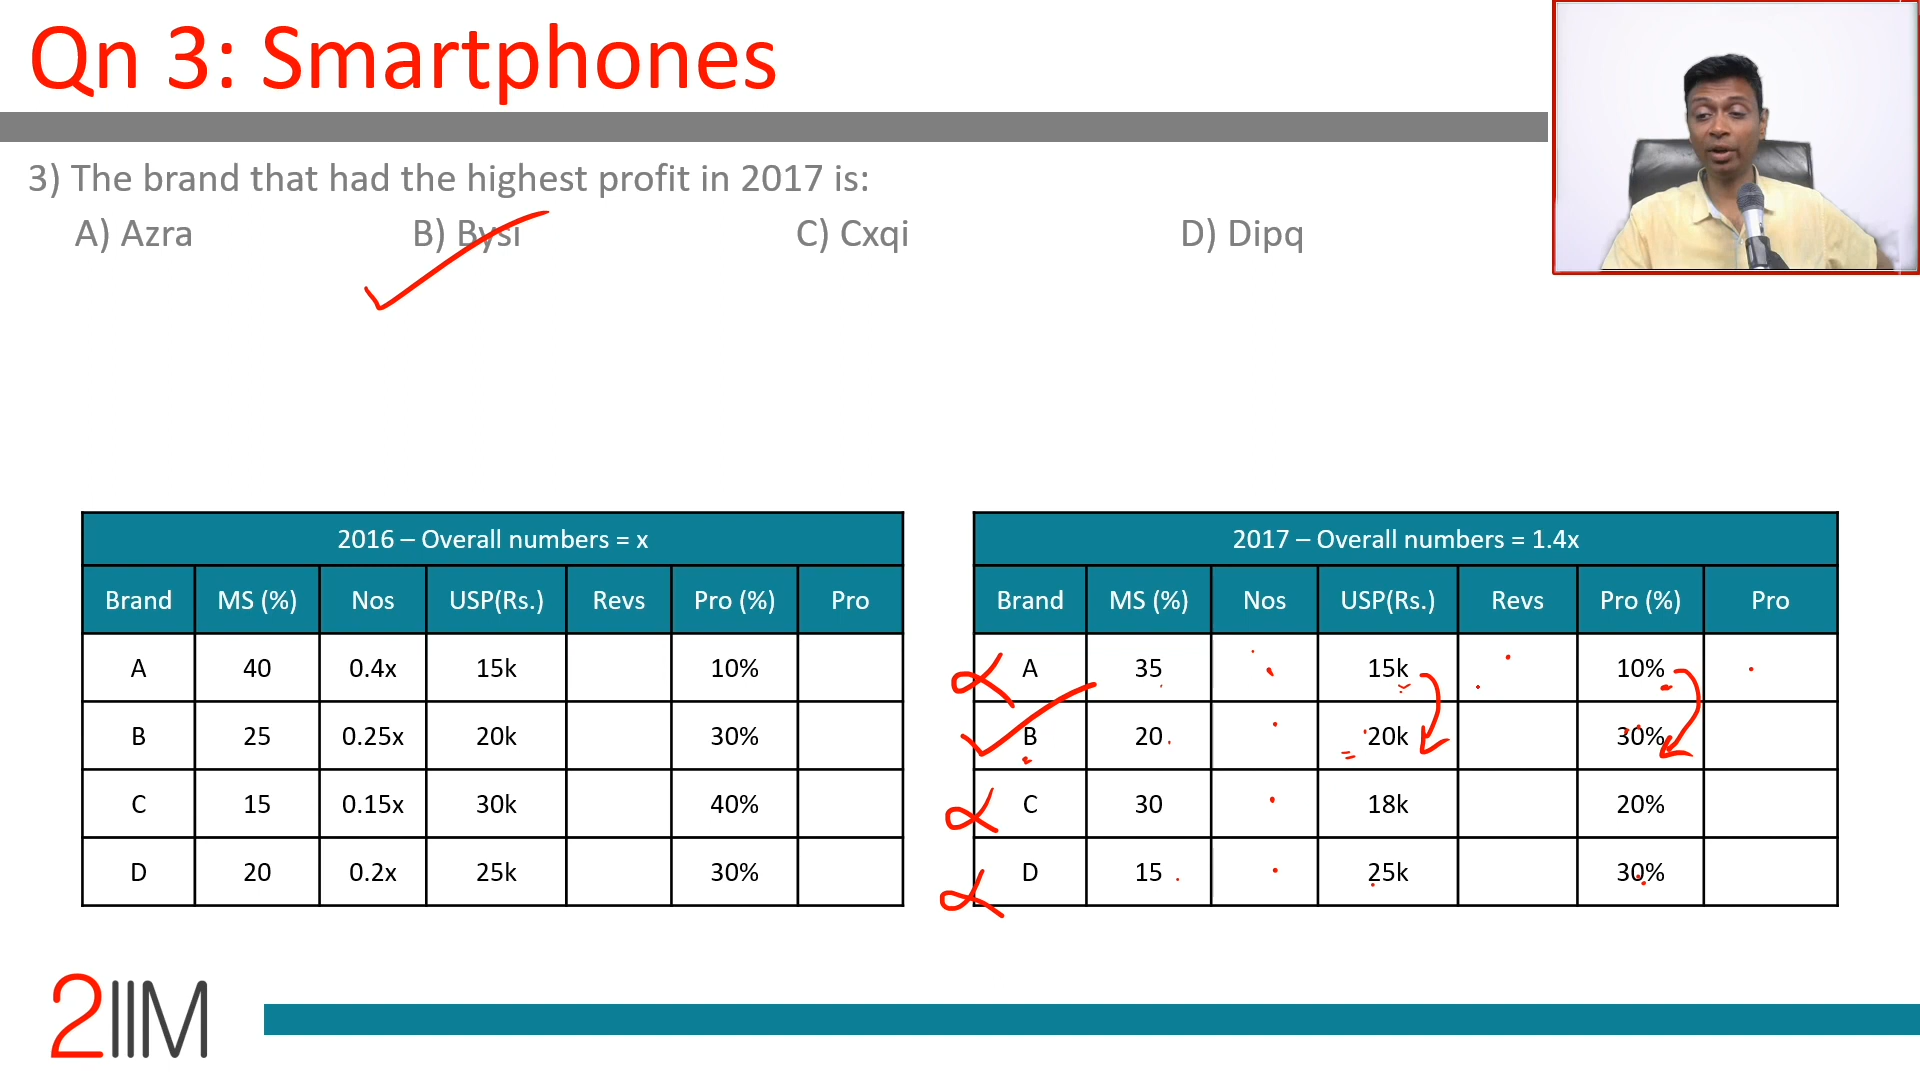 Qn 3: Smartphones
3) The brand that had the highest profit in 2017 is:
A) Azra B) Bysi C) Cxqi D) Dipq
2016 – Overall numbers = x
Brand MS (%) Nos USP(Rs.) Revs Pro (%) Pro
A 40 0.4x 15k 10%
B 25 0.25x 20k 30%
C 15 0.15x 30k 40%
D 20 0.2x 25k 30%
2017 – Overall numbers = 1.4x
Brand MS (%) Nos USP(Rs.) Revs Pro (%) Pro
A 35 15k 10%
B 20 20k 30%
C 30 18k 20%
D 15 25k 30%
2IIM